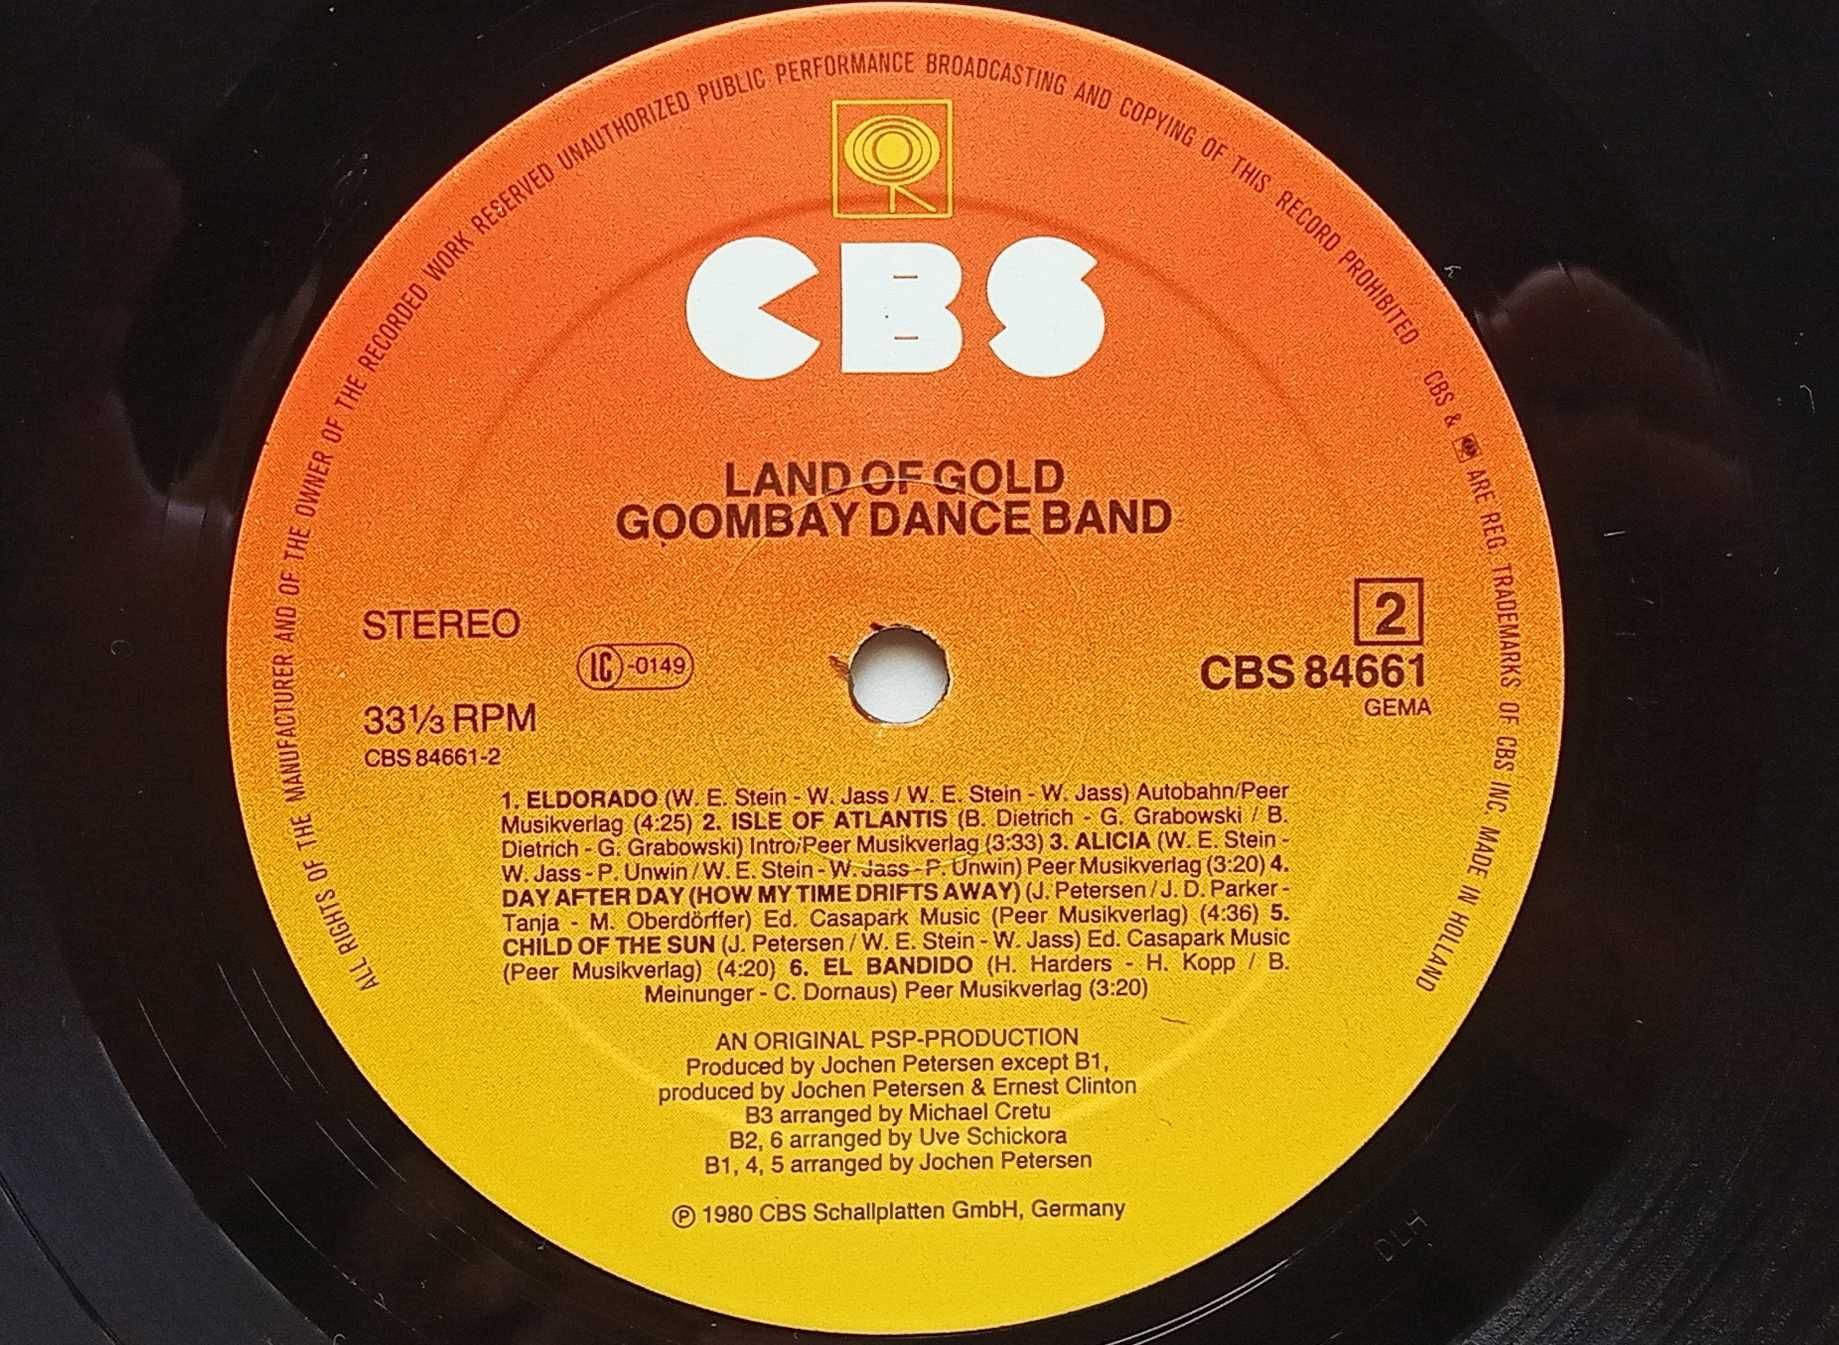 ALL RIGHTS OF THE MANUFACTURER AND OF THE OWNER OF THE RECORDED WORK RESERVED UNAUTHORIZED PUBLIC PERFORMANCE BROADCASTING AND COPYING OF THIS RECORD PROHIBITED CBS & ARE REG. TRADEMARKS OF CBS INC. MADE IN HOLLAND
CBS
LAND OF GOLD
GOOMBAY DANCE BAND
STEREO
LC-0149
33⅓ RPM
CBS 84661-2
2
CBS 84661
GEMA
1. ELDORADO (W. E. Stein - W. Jass / W. E. Stein - W. Jass) Autobahn/Peer
Musikverlag (4:25) 2. ISLE OF ATLANTIS (B. Dietrich - G. Grabowski / B.
Dietrich - G. Grabowski) Intro/Peer Musikverlag (3:33) 3. ALICIA (W. E. Stein -
W. Jass - P. Unwin / W. E. Stein - W. Jass - P. Unwin) Peer Musikverlag (3:20) 4.
DAY AFTER DAY (HOW MY TIME DRIFTS AWAY) (J. Petersen / J. D. Parker -
Tanja - M. Oberdörffer) Ed. Casapark Music (Peer Musikverlag) (4:36) 5.
CHILD OF THE SUN (J. Petersen / W. E. Stein - W. Jass) Ed. Casapark Music
(Peer Musikverlag) (4:20) 6. EL BANDIDO (H. Harders - H. Kopp / B.
Meinunger - C. Dornaus) Peer Musikverlag (3:20)
AN ORIGINAL PSP-PRODUCTION
Produced by Jochen Petersen except B1,
produced by Jochen Petersen & Ernest Clinton
B3 arranged by Michael Cretu
B2, 6 arranged by Uve Schickora
B1, 4, 5 arranged by Jochen Petersen
℗ 1980 CBS Schallplatten GmbH, Germany